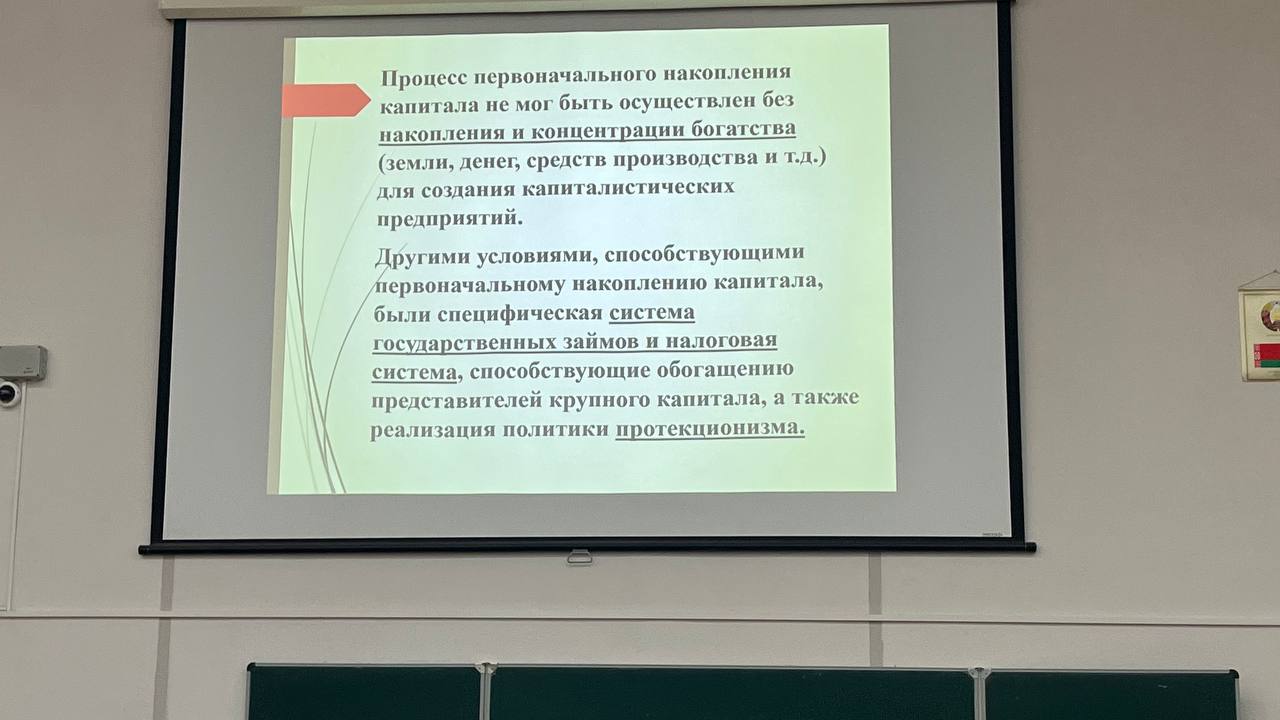 Процесс первоначального накопления
капитала не мог быть осуществлен без
накопления и концентрации богатства
(земли, денег, средств производства и т.д.)
для создания капиталистических
предприятий.
Другими условиями, способствующими
первоначальному накоплению капитала,
были специфическая система
государственных займов и налоговая
система, способствующие обогащению
представителей крупного капитала, а также
реализация политики протекционизма.